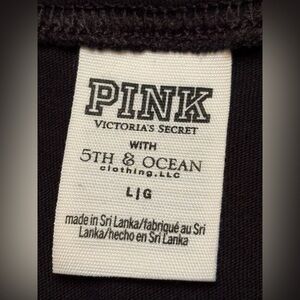 PINK
VICTORIA'S SECRET
WITH
5TH & OCEAN
clothing, LLC
L|G
made in Sri Lanka/fabriqué au Sri
Lanka/hecho en Sri Lanka